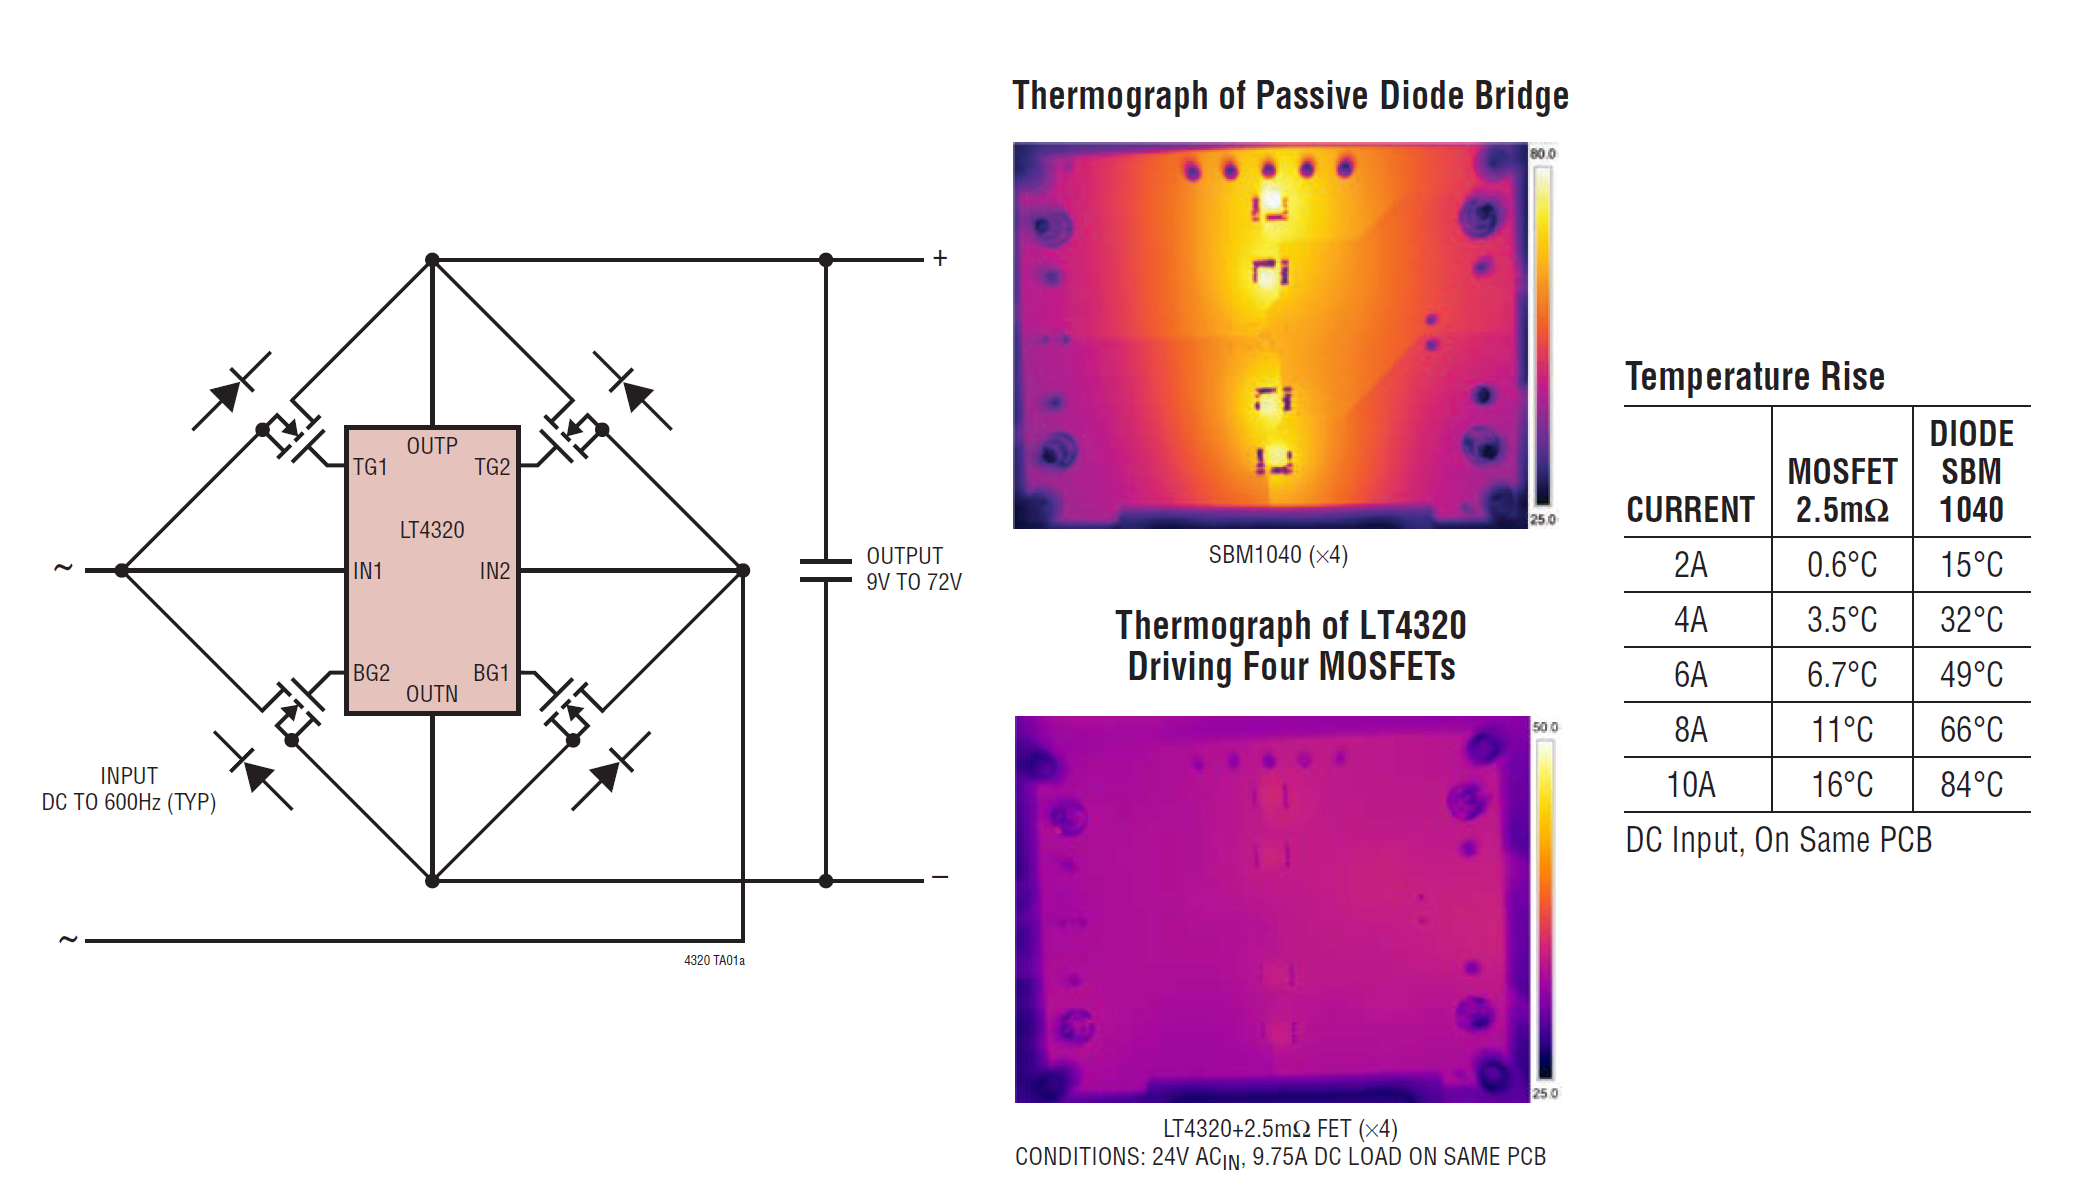 +
OUTP
TG1
TG2
LT4320
~
IN1
IN2
OUTPUT
9V TO 72V
BG2
BG1
OUTN
INPUT
DC TO 600Hz (TYP)
–
~
4320 TA01a
Thermograph of Passive Diode Bridge
80.0
25.0
SBM1040 (×4)
Thermograph of LT4320
Driving Four MOSFETs
50.0
25.0
LT4320+2.5mΩ FET (×4)
CONDITIONS: 24V ACIN, 9.75A DC LOAD ON SAME PCB
Temperature Rise
CURRENT MOSFET 2.5mΩ DIODE SBM 1040
2A 0.6°C 15°C
4A 3.5°C 32°C
6A 6.7°C 49°C
8A 11°C 66°C
10A 16°C 84°C
DC Input, On Same PCB